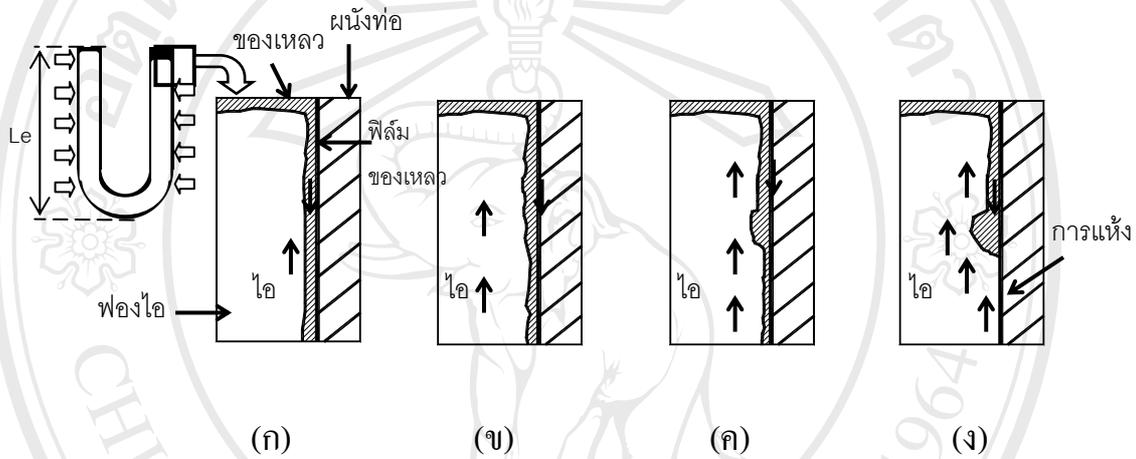 ผนังท่อ
ของเหลว
Le
ฟิล์ม
ของเหลว
ไอ
ไอ
ไอ
ไอ
การแห้ง
ฟองไอ
(ก)
(ข)
(ค)
(ง)
1964